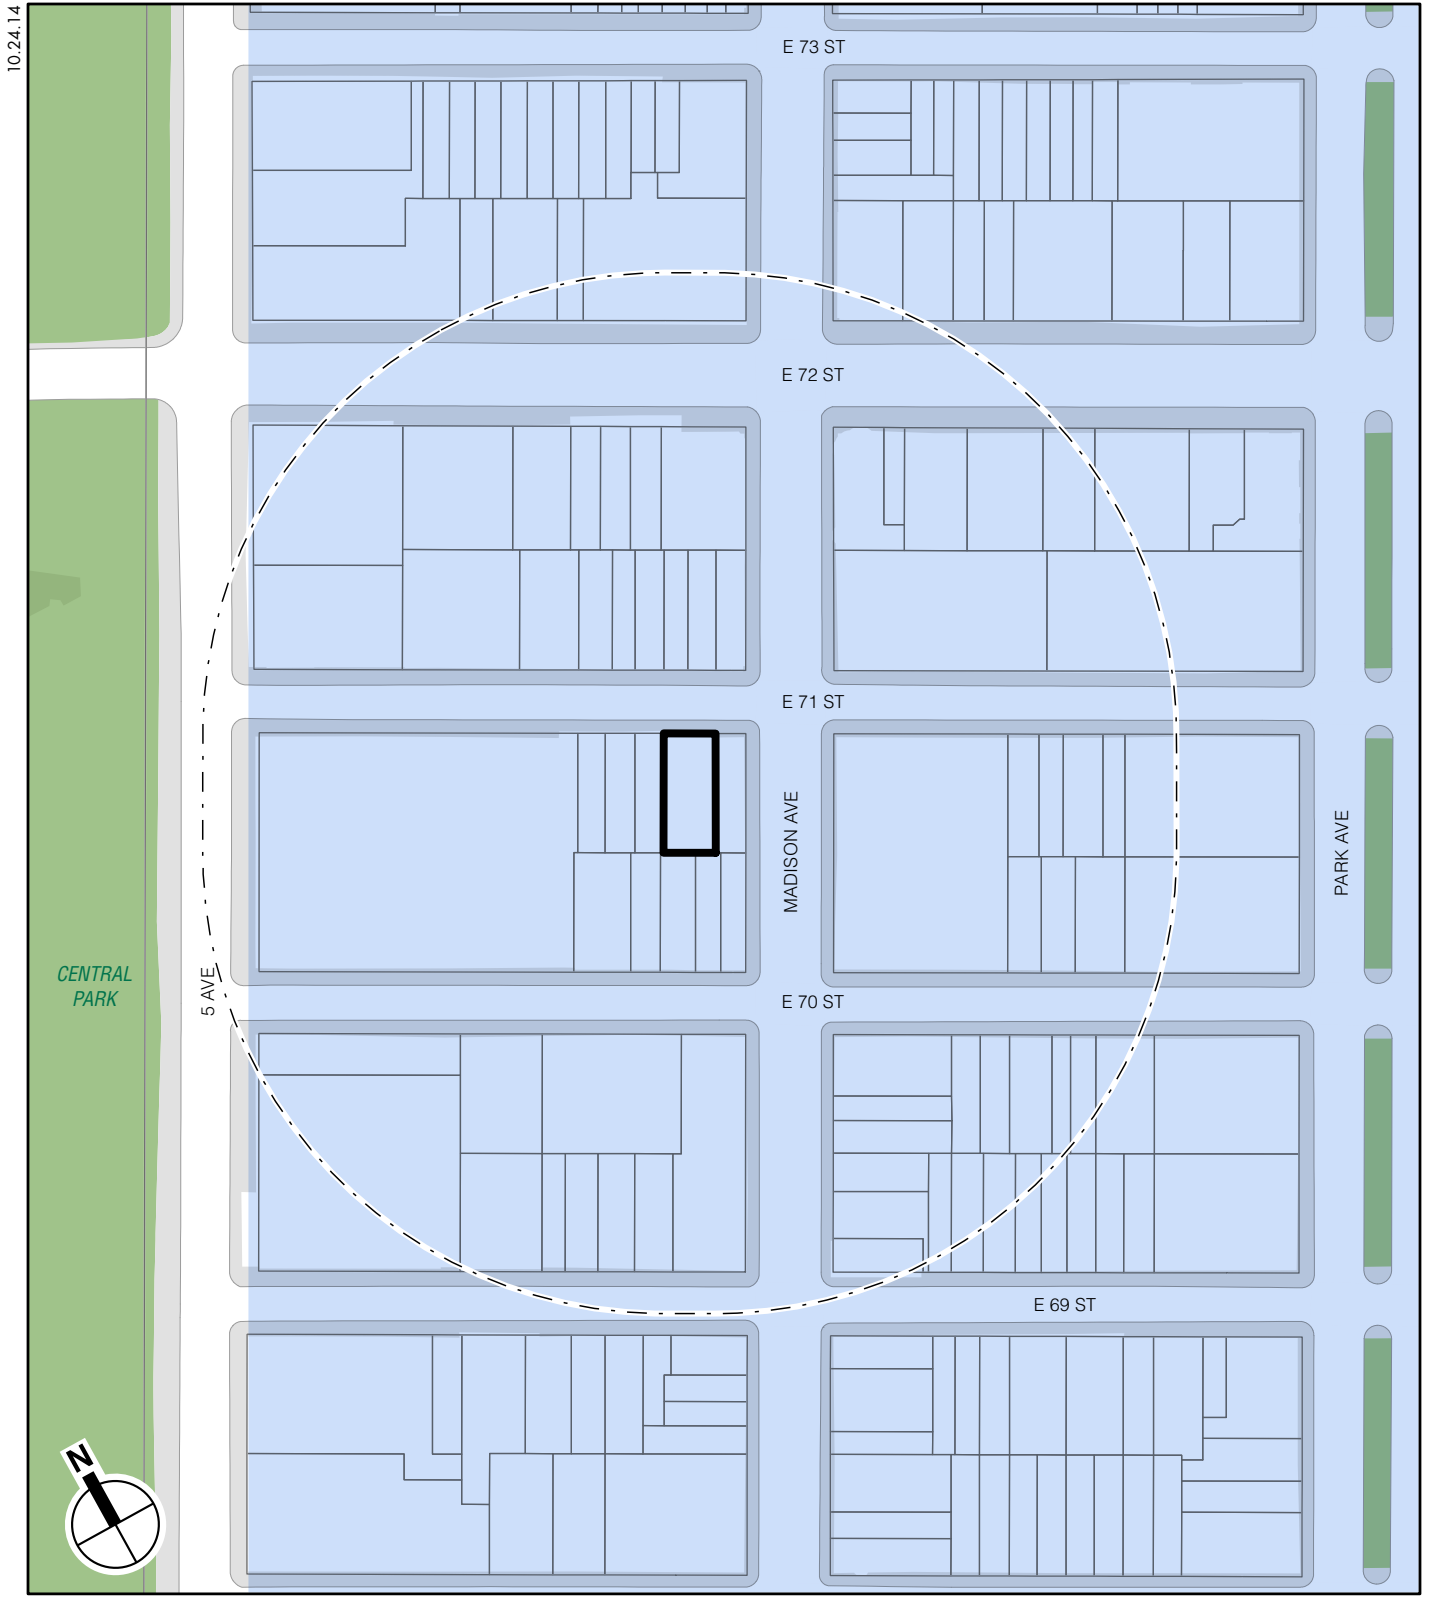 10.24.14
E 73 ST
E 72 ST
E 71 ST
MADISON AVE
PARK AVE
CENTRAL
PARK
5 AVE
E 70 ST
E 69 ST
N